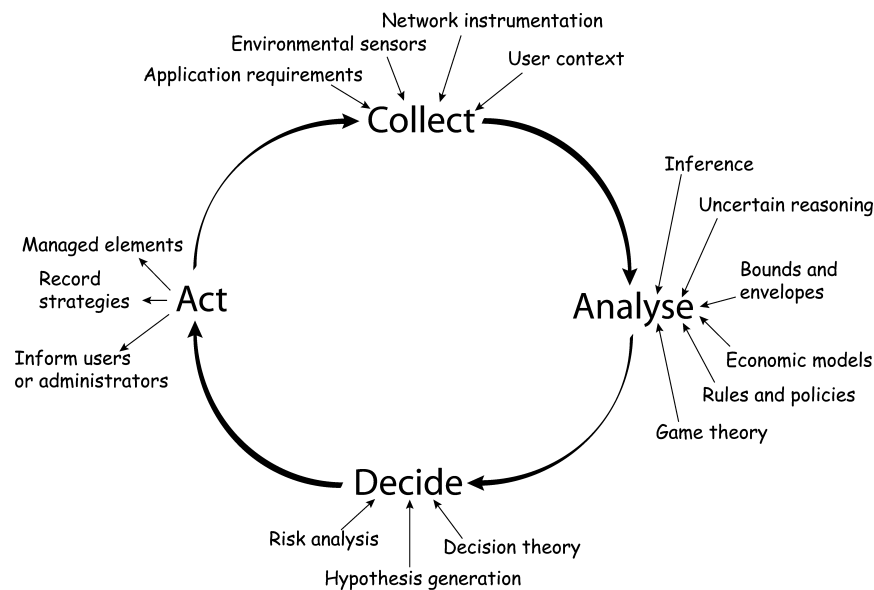 Network instrumentation
Environmental sensors
User context
Application requirements
Collect
Inference
Uncertain reasoning
Bounds and
envelopes
Analyse
Economic models
Rules and policies
Game theory
Decide
Risk analysis
Decision theory
Hypothesis generation
Act
Managed elements
Record
strategies
Inform users
or administrators